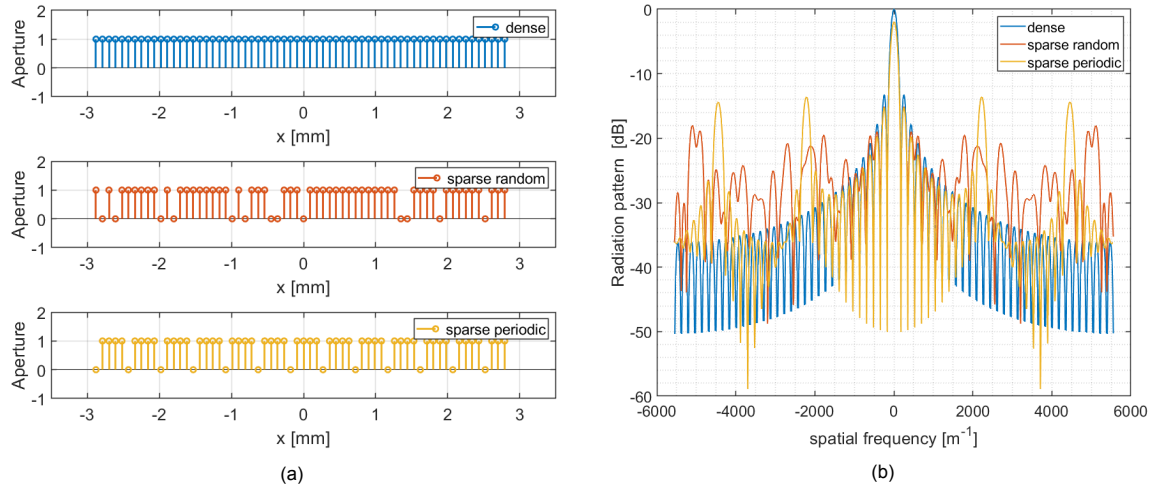 2
1
0
-1
Aperture
dense
-3 -2 -1 0 1 2 3
x [mm]
2
1
0
-1
Aperture
sparse random
-3 -2 -1 0 1 2 3
x [mm]
2
1
0
-1
Aperture
sparse periodic
-3 -2 -1 0 1 2 3
x [mm]
(a)
0
-10
-20
-30
-40
-50
-60
Radiation pattern [dB]
dense
sparse random
sparse periodic
-6000 -4000 -2000 0 2000 4000 6000
spatial frequency [m⁻¹]
(b)